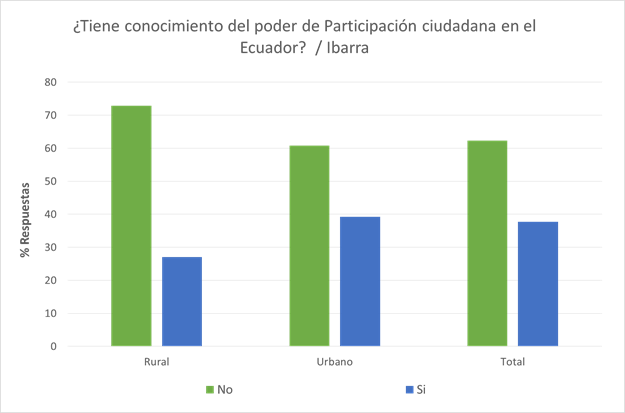 ¿Tiene conocimiento del poder de Participación ciudadana en el
Ecuador? / Ibarra
80
70
60
50
40
30
20
10
0
% Respuestas
Rural
Urbano
Total
No
Si